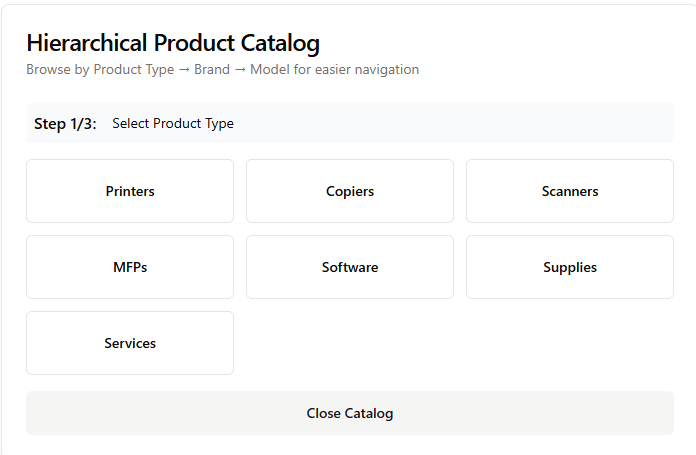 Hierarchical Product Catalog
Browse by Product Type → Brand → Model for easier navigation
Step 1/3: Select Product Type
Printers Copiers Scanners
MFPs Software Supplies
Services
Close Catalog